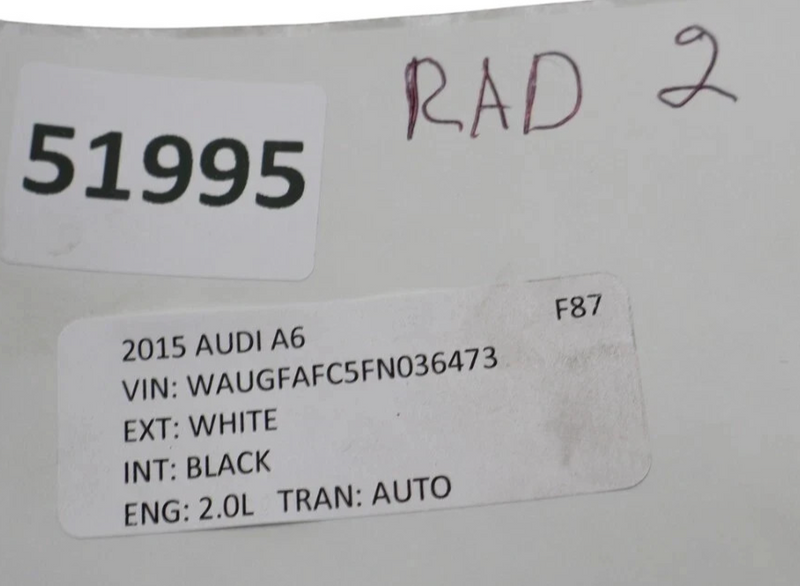 RAD 2
51995
F87
2015 AUDI A6
VIN: WAUGFAFC5FN036473
EXT: WHITE
INT: BLACK
ENG: 2.0L TRAN: AUTO